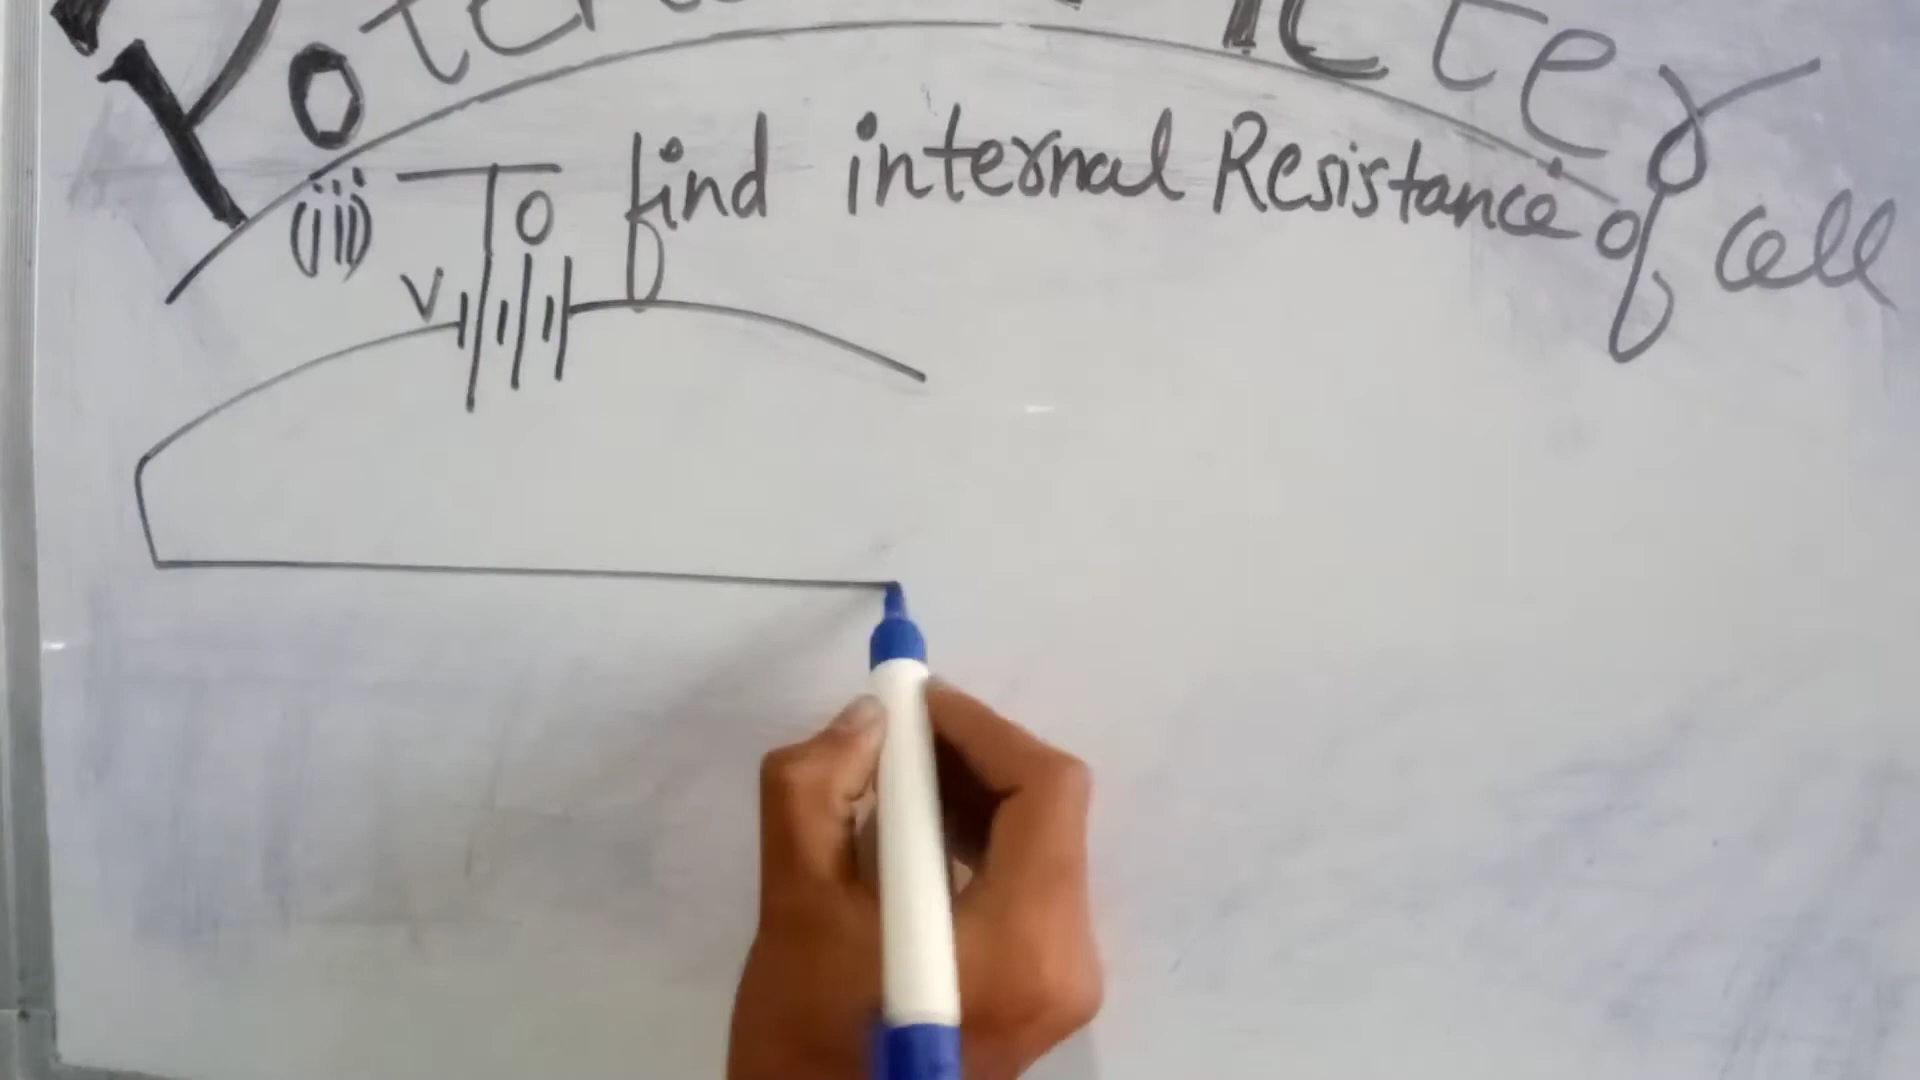 (iii) To find internal Resistance of cell
V